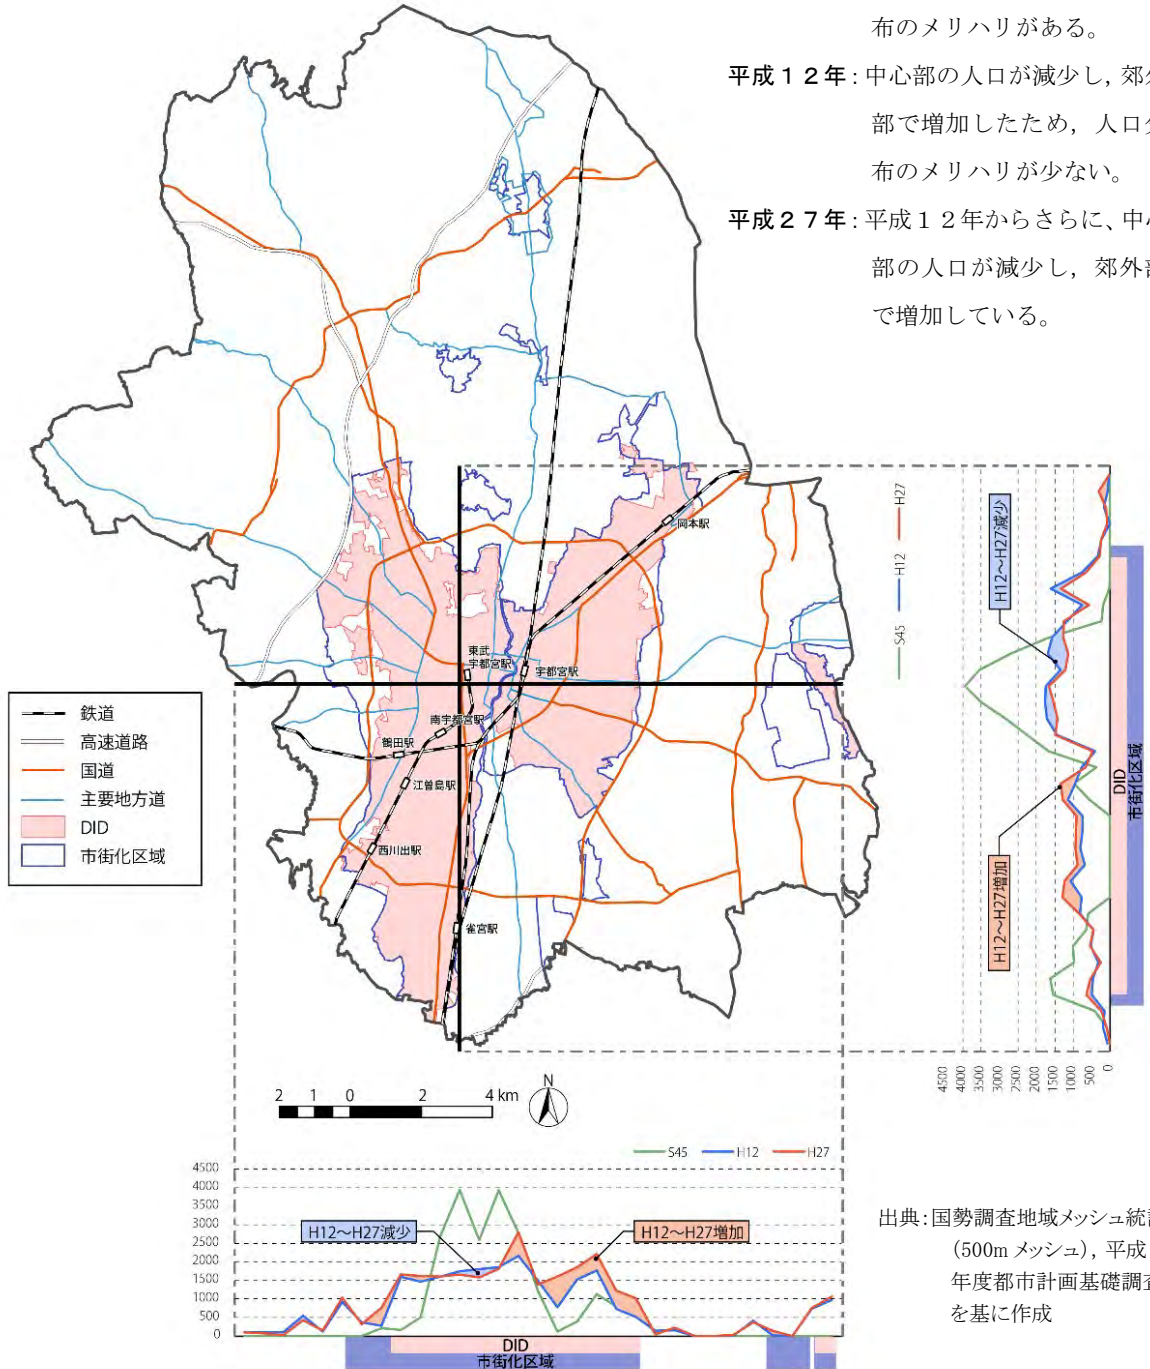 布のメリハリがある。
平成12年：中心部の人口が減少し，郊外
部で増加したため，人口分
布のメリハリが少ない。
平成27年：平成12年からさらに、中心
部の人口が減少し，郊外部
で増加している。
岡本駅
東武
宇都宮駅
宇都宮駅
南宇都宮駅
鶴田駅
江曽島駅
西川田駅
雀宮駅
鉄道
高速道路
国道
主要地方道
DID
市街化区域
S45
H12
H27
H12～H27減少
H12～H27増加
DID
市街化区域
4500
4000
3500
3000
2500
2000
1500
1000
500
0
2 1 0 2 4 km
N
S45 H12 H27
4500
4000
3500
3000
2500
2000
1500
1000
500
0
H12～H27減少
H12～H27増加
DID
市街化区域
出典：国勢調査地域メッシュ統計
（500mメッシュ），平成
年度都市計画基礎調査
を基に作成